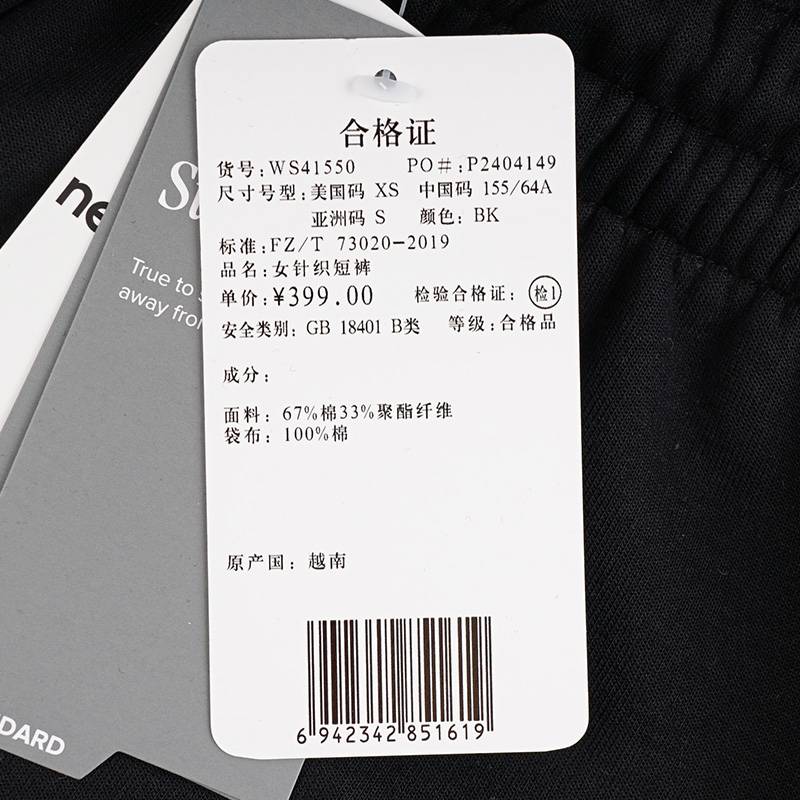 合格证
货号:WS41550 PO#:P2404149
尺寸号型:美国码 XS 中国码 155/64A
亚洲码 S 颜色: BK
标准:FZ/T 73020-2019
品名:女针织短裤
单价:¥399.00 检验合格证: 检1
安全类别: GB 18401 B类 等级:合格品
成分:
面料: 67%棉33%聚酯纤维
袋布: 100%棉
原产国: 越南
6 942342 851619
ne
True to
away from
DARD